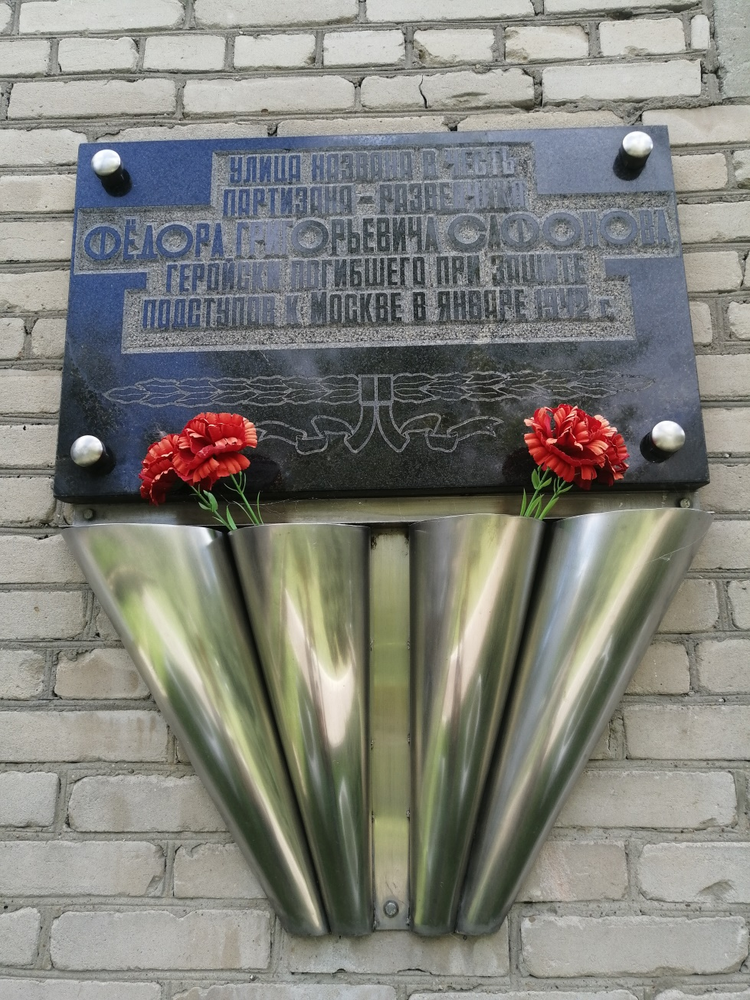 УЛИЦА НАЗВАНА В ЧЕСТЬ
ПАРТИЗАНА - РАЗВЕДЧИКА
ФЁДОРА ГРИГОРЬЕВИЧА САФОНОВА
ГЕРОЙСКИ ПОГИБШЕГО ПРИ ЗАЩИТЕ
ПОДСТУПОВ К МОСКВЕ В ЯНВАРЕ 1942 г.